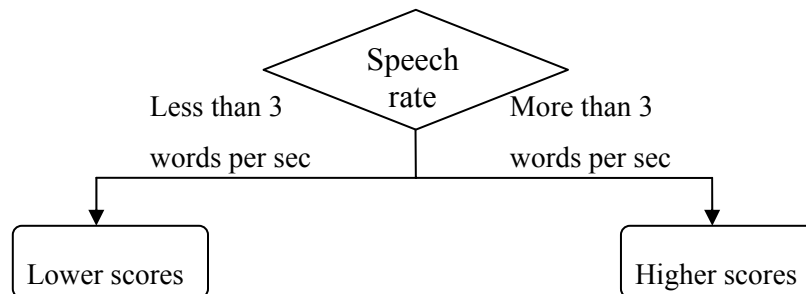 Speech
rate
Less than 3
words per sec
More than 3
words per sec
Lower scores
Higher scores